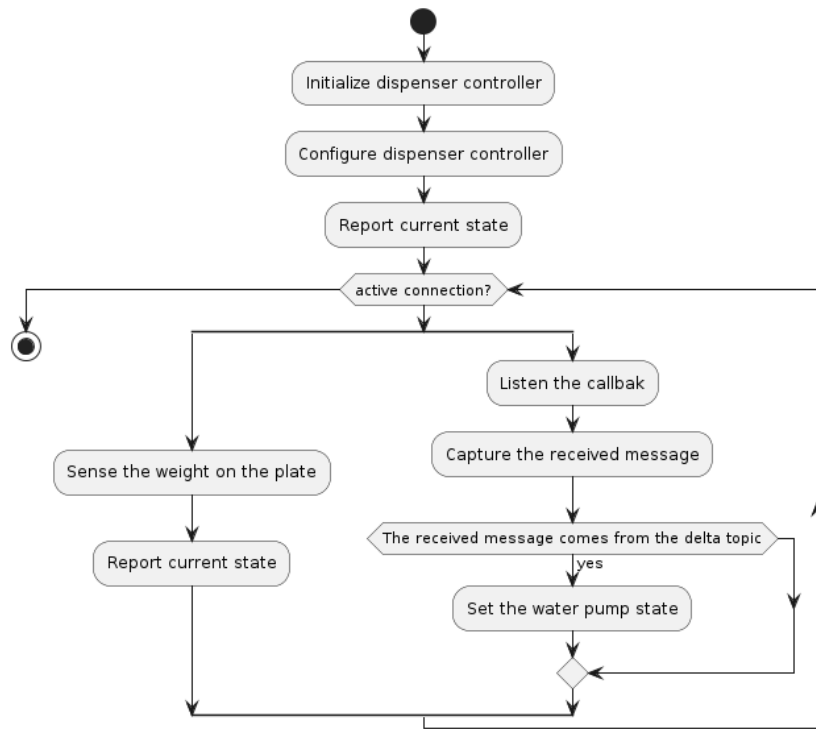 Initialize dispenser controller
Configure dispenser controller
Report current state
active connection?
Listen the callbak
Sense the weight on the plate
Capture the received message
The received message comes from the delta topic
Report current state
yes
Set the water pump state